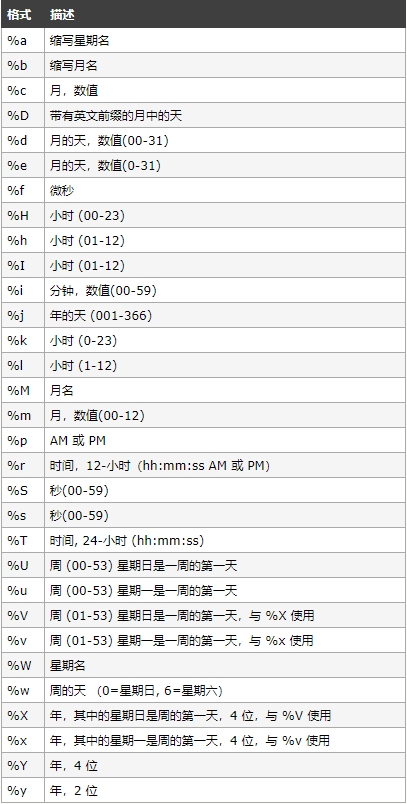 格式 描述
%a 缩写星期名
%b 缩写月名
%c 月，数值
%D 带有英文前缀的月中的天
%d 月的天，数值(00-31)
%e 月的天，数值(0-31)
%f 微秒
%H 小时 (00-23)
%h 小时 (01-12)
%I 小时 (01-12)
%i 分钟，数值(00-59)
%j 年的天 (001-366)
%k 小时 (0-23)
%l 小时 (1-12)
%M 月名
%m 月，数值(00-12)
%p AM 或 PM
%r 时间，12-小时（hh:mm:ss AM 或 PM）
%S 秒(00-59)
%s 秒(00-59)
%T 时间, 24-小时 (hh:mm:ss)
%U 周 (00-53) 星期日是一周的第一天
%u 周 (00-53) 星期一是一周的第一天
%V 周 (01-53) 星期日是一周的第一天，与 %X 使用
%v 周 (01-53) 星期一是一周的第一天，与 %x 使用
%W 星期名
%w 周的天 （0=星期日, 6=星期六）
%X 年，其中的星期日是周的第一天，4 位，与 %V 使用
%x 年，其中的星期一是周的第一天，4 位，与 %v 使用
%Y 年，4 位
%y 年，2 位